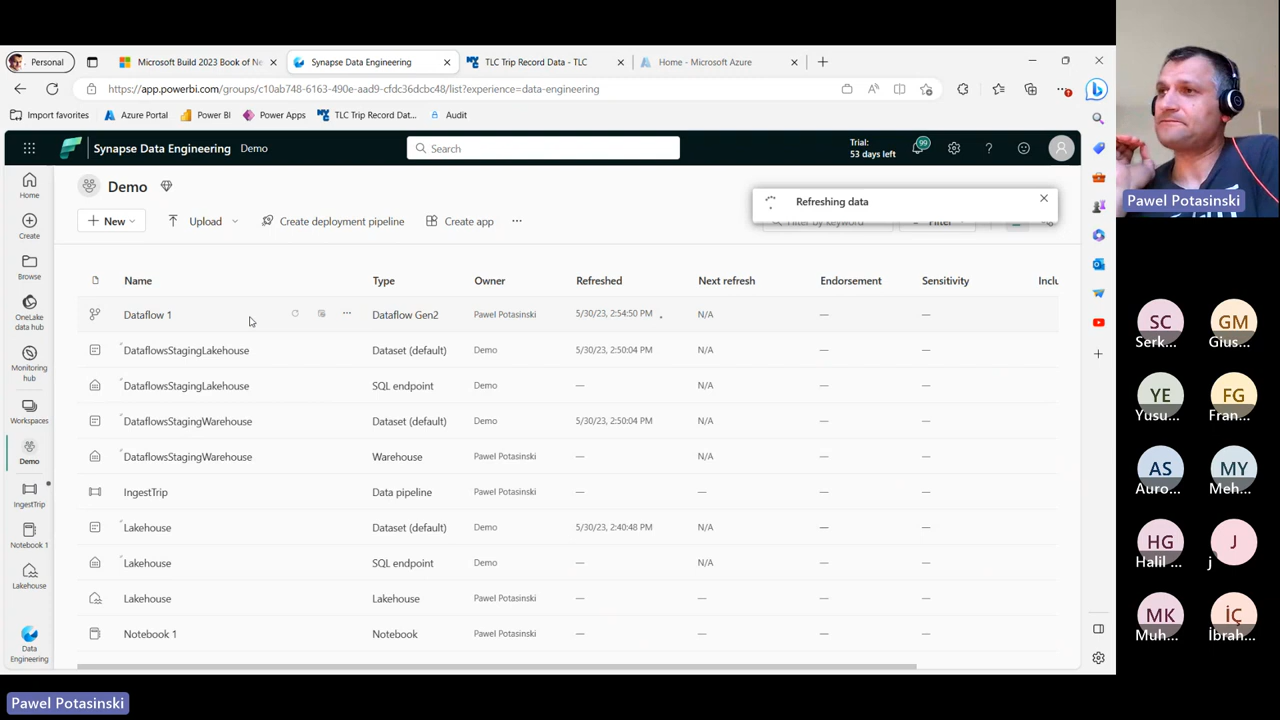 Personal
Microsoft Build 2023 Book of Ne
Synapse Data Engineering
TLC Trip Record Data - TLC
Home - Microsoft Azure
https://app.powerbi.com/groups/c10ab748-6163-490e-aad9-cfdc36dcbc48/list?experience=data-engineering
Import favorites
Azure Portal
Power BI
Power Apps
TLC Trip Record Dat...
Audit
Synapse Data Engineering
Demo
Search
Trial:
53 days left
99
Home
Create
Browse
OneLake
data hub
Monitoring
hub
Workspaces
Demo
IngestTrip
Notebook 1
Lakehouse
Data
Engineering
Demo
New
Upload
Create deployment pipeline
Create app
Refreshing data
Filter by keyword
Filter
Name Type Owner Refreshed Next refresh Endorsement Sensitivity Inclu
Dataflow 1 Dataflow Gen2 Pawel Potasinski 5/30/23, 2:54:50 PM N/A — —
DataflowsStagingLakehouse Dataset (default) Demo 5/30/23, 2:50:04 PM N/A — —
DataflowsStagingLakehouse SQL endpoint Demo — N/A — —
DataflowsStagingWarehouse Dataset (default) Demo 5/30/23, 2:50:04 PM N/A — —
DataflowsStagingWarehouse Warehouse Pawel Potasinski — N/A — —
IngestTrip Data pipeline Pawel Potasinski — — — —
Lakehouse Dataset (default) Demo 5/30/23, 2:40:48 PM N/A — —
Lakehouse SQL endpoint Demo — N/A — —
Lakehouse Lakehouse Pawel Potasinski — — — —
Notebook 1 Notebook Pawel Potasinski — — — —
Pawel Potasinski
SC
Serk...
GM
Gius...
YE
Yusu...
FG
Fran...
AS
Auro...
MY
Meh...
HG
Halil ...
J
j
MK
Muh...
İÇ
İbrah...
Pawel Potasinski